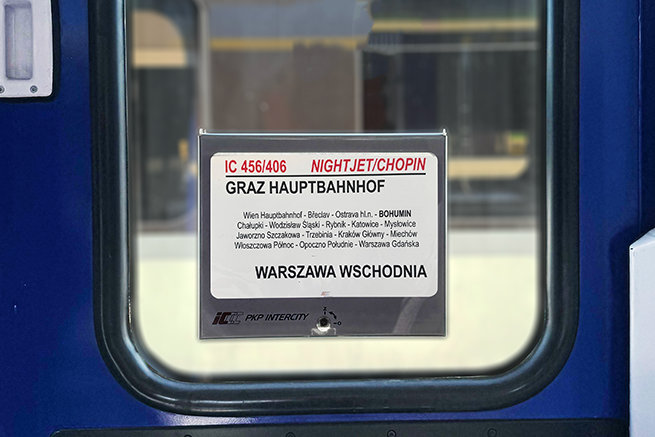 IC 456/406 NIGHTJET/CHOPIN
GRAZ HAUPTBAHNHOF
Wien Hauptbahnhof - Břeclav - Ostrava hl.n. - BOHUMIN
Chałupki - Wodzisław Śląski - Rybnik - Katowice - Mysłowice
Jaworzno Szczakowa - Trzebinia - Kraków Główny - Miechów
Włoszczowa Północ - Opoczno Południe - Warszawa Gdańska
WARSZAWA WSCHODNIA
IC PKP INTERCITY